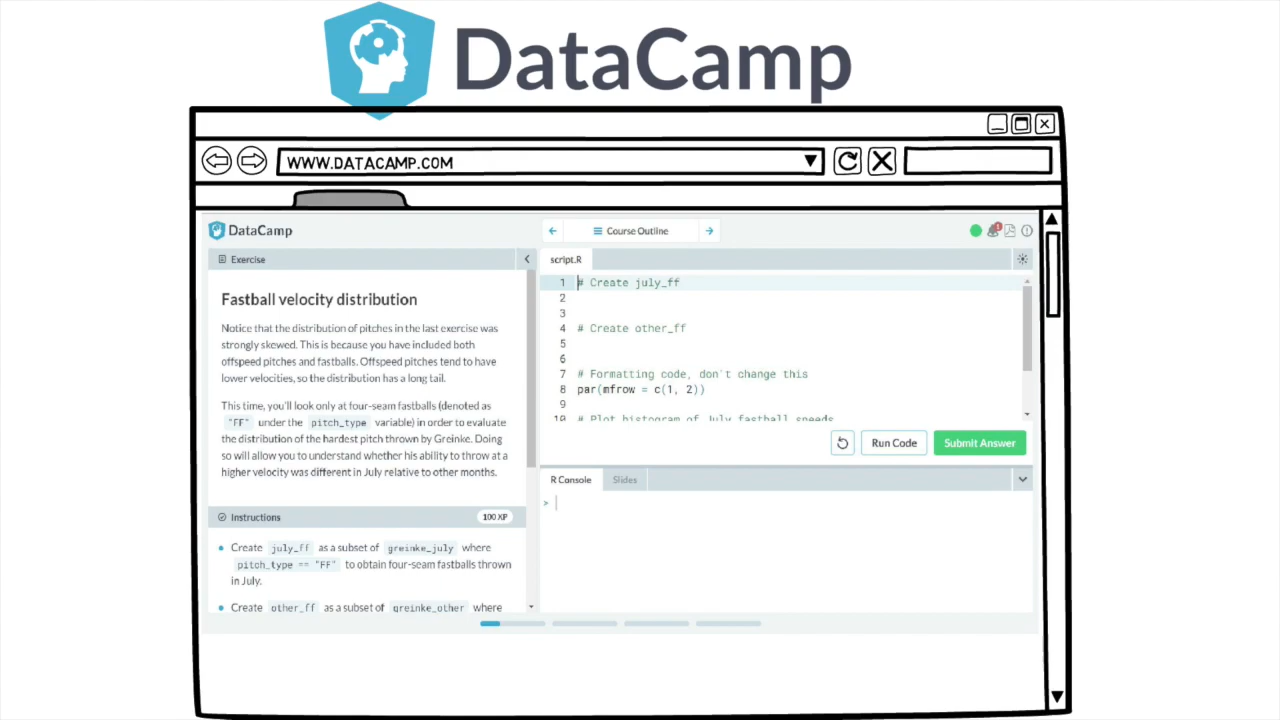 DataCamp
WWW.DATACAMP.COM
DataCamp
Course Outline
1
Exercise
script.R
Fastball velocity distribution
Notice that the distribution of pitches in the last exercise was
strongly skewed. This is because you have included both
offspeed pitches and fastballs. Offspeed pitches tend to have
lower velocities, so the distribution has a long tail.
This time, you'll look only at four-seam fastballs (denoted as
"FF" under the pitch_type variable) in order to evaluate
the distribution of the hardest pitch thrown by Greinke. Doing
so will allow you to understand whether his ability to throw at a
higher velocity was different in July relative to other months.
Instructions
100 XP
Create july_ff as a subset of greinke_july where
pitch_type == "FF" to obtain four-seam fastballs thrown
in July.
Create other_ff as a subset of greinke_other where
1 # Create july_ff
2
3
4 # Create other_ff
5
6
7 # Formatting code, don't change this
8 par(mfrow = c(1, 2))
9
10 # Plot histogram of July fastball speeds
Run Code
Submit Answer
R Console
Slides
>